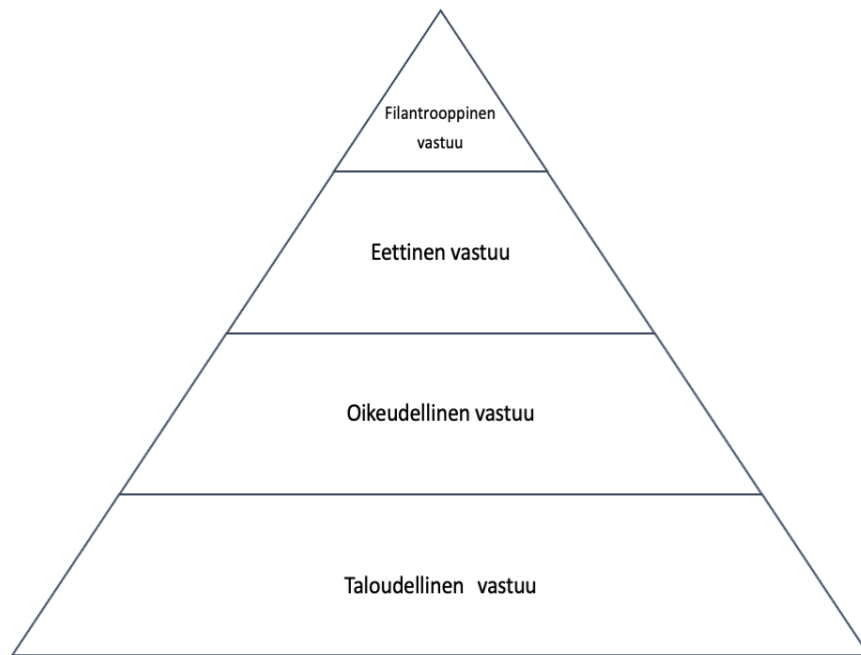 Filantrooppinen
vastuu
Eettinen vastuu
Oikeudellinen vastuu
Taloudellinen vastuu